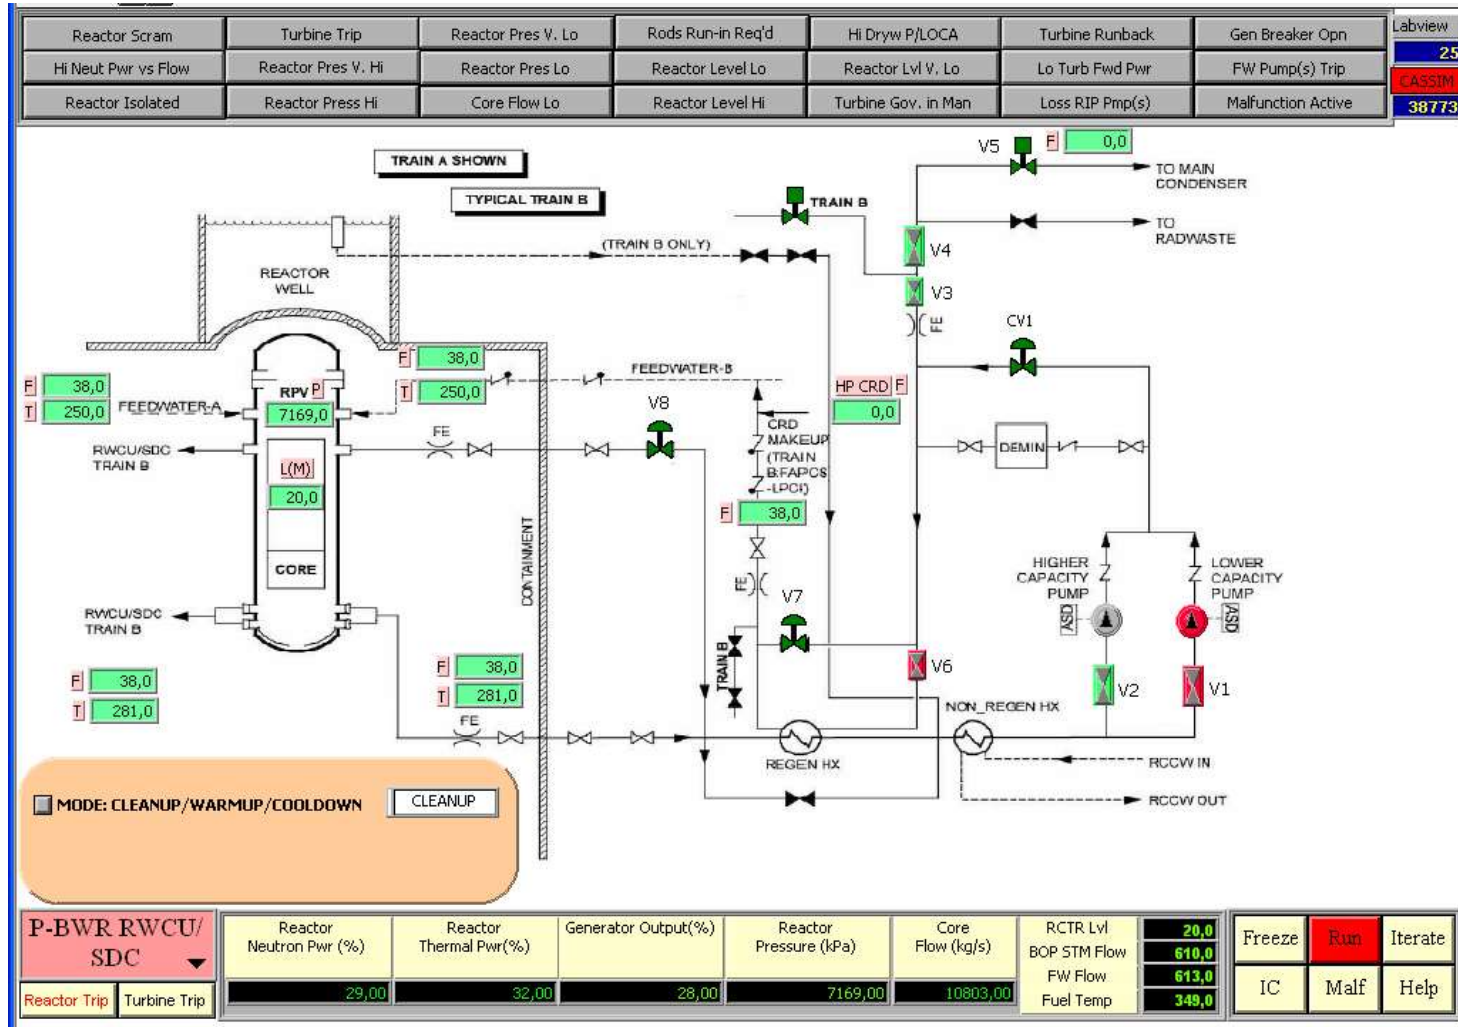 Reactor Scram
Turbine Trip
Reactor Pres V. Lo
Rods Run-in Req'd
Hi Dryw P/LOCA
Turbine Runback
Gen Breaker Opn
Labview
25
Hi Neut Pwr vs Flow
Reactor Pres V. Hi
Reactor Pres Lo
Reactor Level Lo
Reactor Lvl V. Lo
Lo Turb Fwd Pwr
FW Pump(s) Trip
CASSIM
Reactor Isolated
Reactor Press Hi
Core Flow Lo
Reactor Level Hi
Turbine Gov. in Man
Loss RIP Pmp(s)
Malfunction Active
38773
TRAIN A SHOWN
TYPICAL TRAIN B
V5
F 0,0
TO MAIN
CONDENSER
TRAIN B
TO
RADWASTE
(TRAIN B ONLY)
V4
V3
FE
CV1
REACTOR
WELL
F 38,0
T 250,0
FEEDWATER-A
F 38,0
T 250,0
FEEDWATER-B
RPV P
7169,0
L(M)
20,0
CORE
RWCU/SDC
TRAIN B
FE
V8
HP CRD F
0,0
CRD
MAKEUP
(TRAIN
B:FAPCS
-LPCI)
F 38,0
DEMIN
CONTAINMENT
FE
HIGHER
CAPACITY
PUMP
ASD
LOWER
CAPACITY
PUMP
ASD
RWCU/SDC
TRAIN B
V7
TRAIN B
V6
V2
V1
F 38,0
T 281,0
F 38,0
T 281,0
FE
REGEN HX
NON_REGEN HX
RCCW IN
RCCW OUT
MODE: CLEANUP/WARMUP/COOLDOWN
CLEANUP
P-BWR RWCU/
SDC
Reactor Trip
Turbine Trip
Reactor
Neutron Pwr (%)
29,00
Reactor
Thermal Pwr(%)
32,00
Generator Output(%)
28,00
Reactor
Pressure (kPa)
7169,00
Core
Flow (kg/s)
10803,00
RCTR Lvl 20,0
BOP STM Flow 610,0
FW Flow 613,0
Fuel Temp 349,0
Freeze
Run
Iterate
IC
Malf
Help